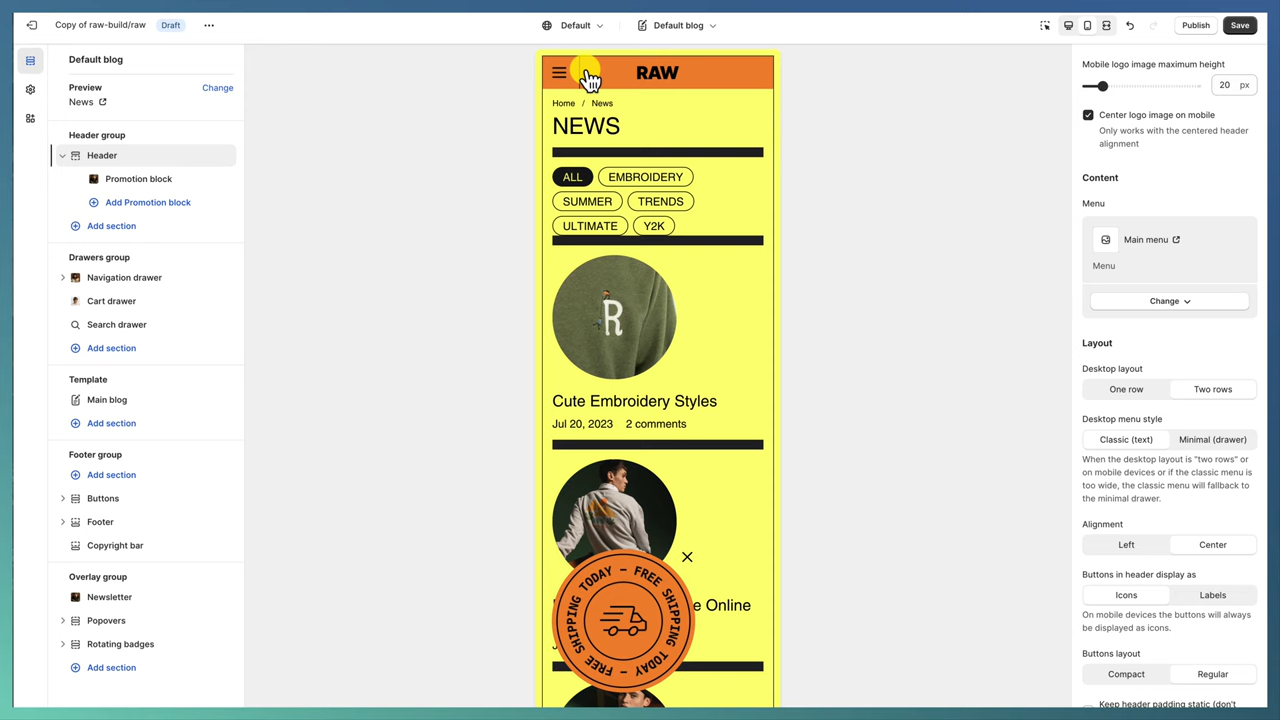 Copy of raw-build/raw
Draft
Default
Default blog
Publish
Save
Default blog
Preview
Change
News
Header group
Header
Promotion block
Add Promotion block
Add section
Drawers group
Navigation drawer
Cart drawer
Search drawer
Add section
Template
Main blog
Add section
Footer group
Add section
Buttons
Footer
Copyright bar
Overlay group
Newsletter
Popovers
Rotating badges
Add section
RAW
Home / News
NEWS
ALL EMBROIDERY
SUMMER TRENDS
ULTIMATE Y2K
R
Cute Embroidery Styles
Jul 20, 2023 2 comments
Online
FREE SHIPPING TODAY – FREE SHIPPING TODAY –
Mobile logo image maximum height
20 px
Center logo image on mobile
Only works with the centered header
alignment
Content
Menu
Main menu
Menu
Change
Layout
Desktop layout
One row Two rows
Desktop menu style
Classic (text) Minimal (drawer)
When the desktop layout is "two rows" or
on mobile devices or if the classic menu is
too wide, the classic menu will fallback to
the minimal drawer.
Alignment
Left Center
Buttons in header display as
Icons Labels
On mobile devices the buttons will always
be displayed as icons.
Buttons layout
Compact Regular
Keep header padding static (don't